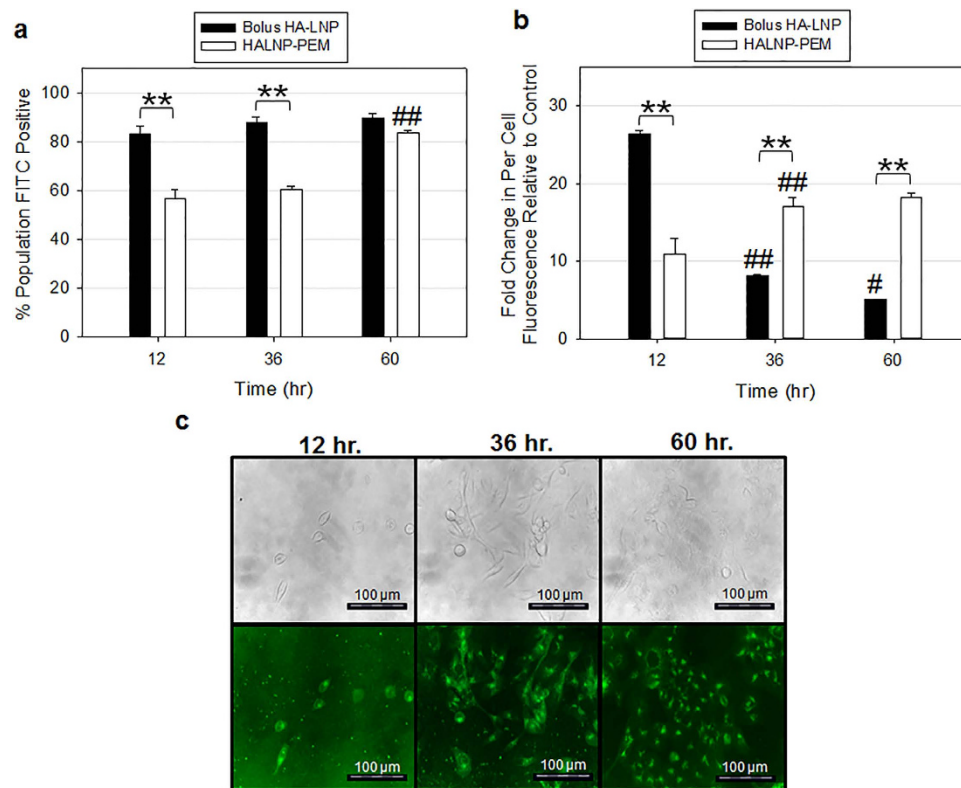 a
Bolus HA-LNP
HALNP-PEM
% Population FITC Positive
100
80
60
40
20
0
**
**
##
12
36
60
Time (hr)
b
Bolus HA-LNP
HALNP-PEM
Fold Change in Per Cell
Fluorescence Relative to Control
30
20
10
0
**
**
**
##
##
#
12
36
60
Time (hr)
c
12 hr.
36 hr.
60 hr.
100 µm
100 µm
100 µm
100 µm
100 µm
100 µm